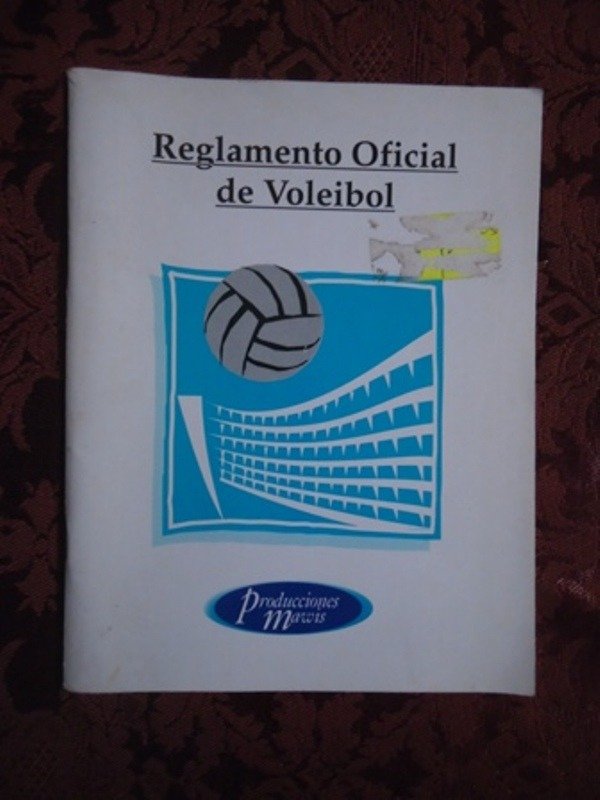 Reglamento Oficial
de Voleibol
Producciones
mawis